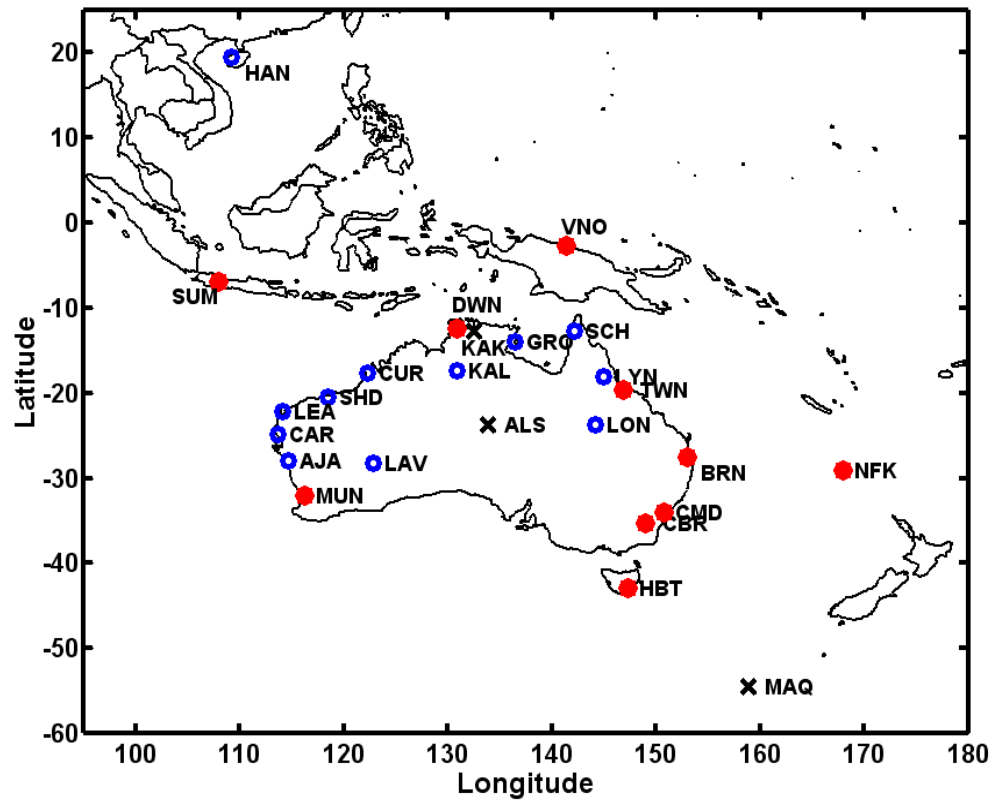 20
HAN
10
0
VNO
SUM
-10
DWN
KAK
GRO
SCH
CUR
KAL
LYN
-20
SHD
TWN
LEA
ALS
LON
CAR
AJA
LAV
BRN
NFK
-30
MUN
CMD
CBR
-40
HBT
-50
MAQ
-60
100 110 120 130 140 150 160 170 180
Longitude
Latitude